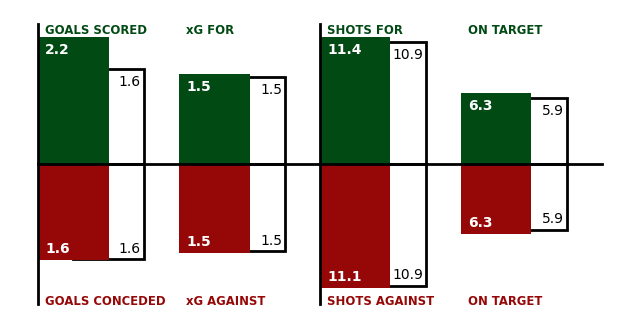 GOALS SCORED xG FOR SHOTS FOR ON TARGET
2.2 1.6 1.5 1.5 11.4 10.9 6.3 5.9
1.6 1.6 1.5 1.5 11.1 10.9 6.3 5.9
GOALS CONCEDED xG AGAINST SHOTS AGAINST ON TARGET